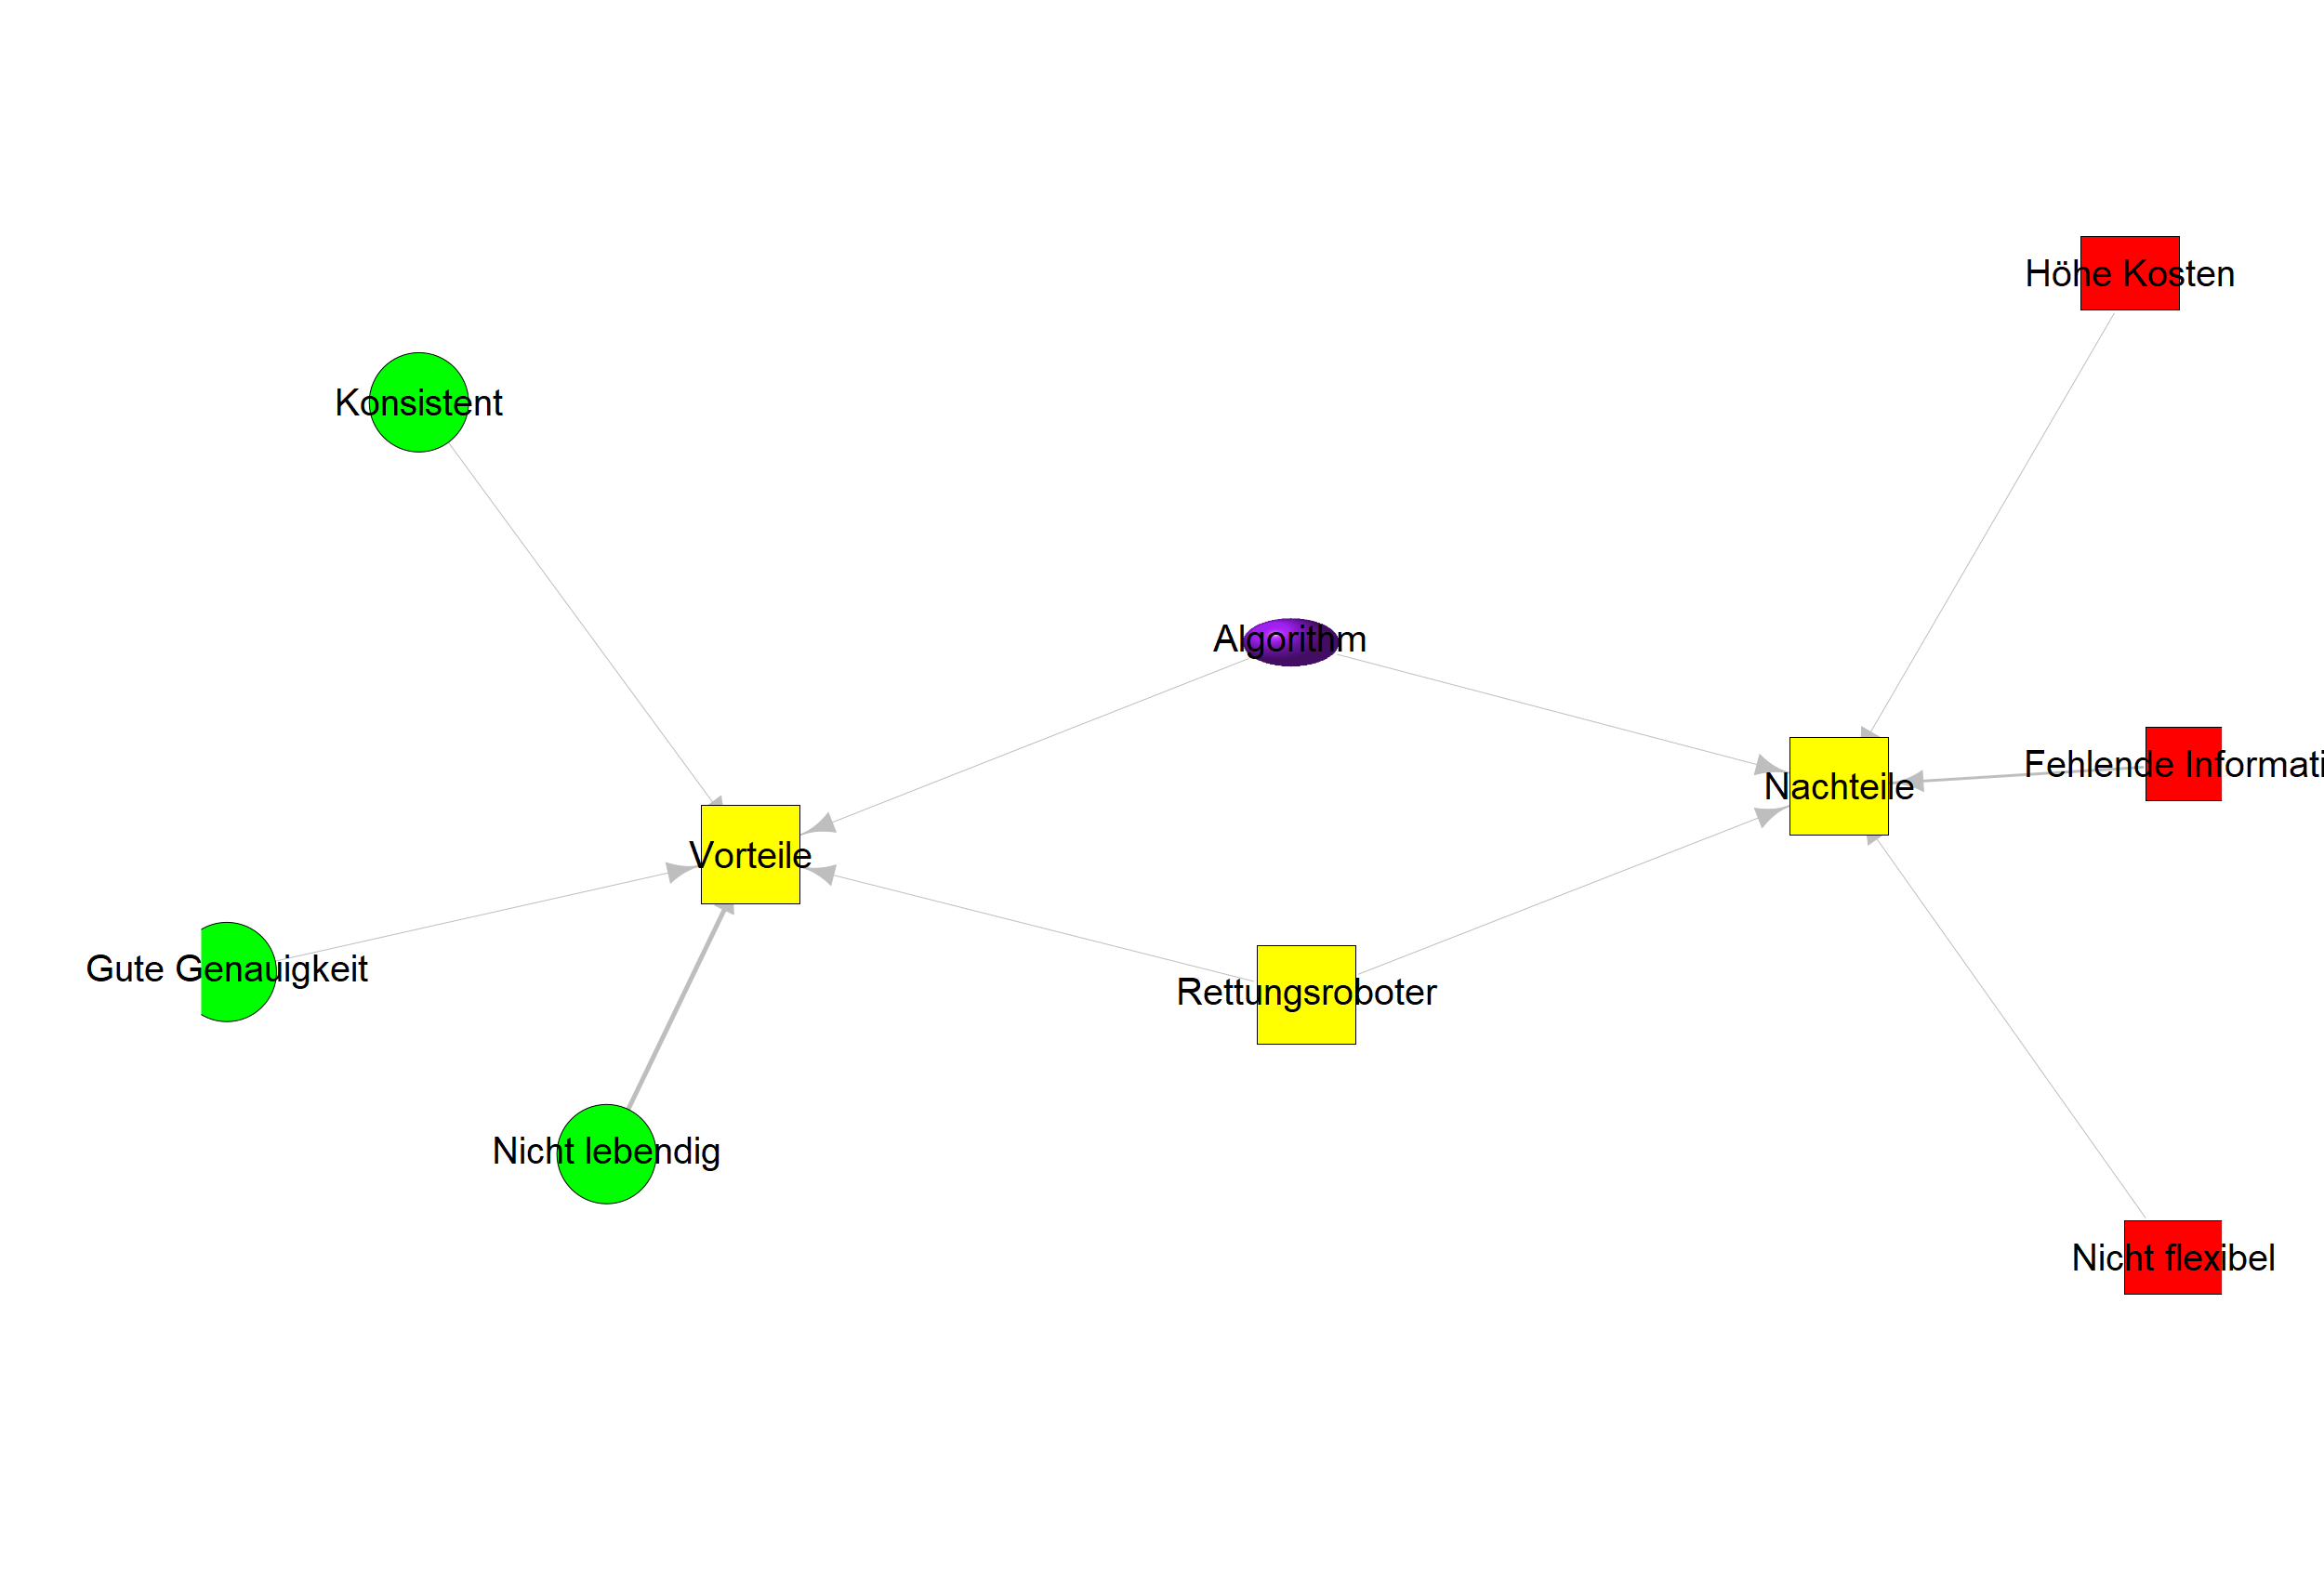 Höhe Kosten
Konsistent
Algorithm
Fehlende Informati
Nachteile
Vorteile
Gute Genauigkeit
Rettungsroboter
Nicht lebendig
Nicht flexibel